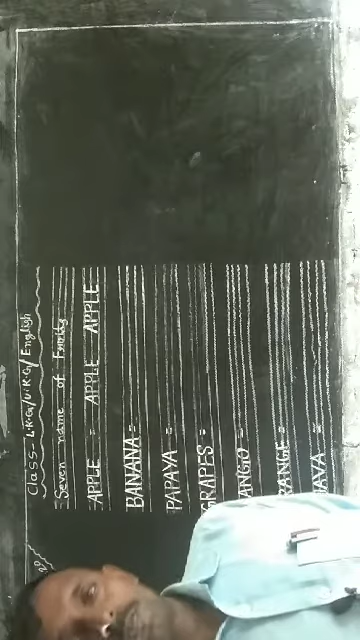 Class- L.K.G/U.K.G/English
Seven name of Fruits
APPLE = APPLE APPLE
BANANA =
PAPAYA =
GRAPES =
ANGO =
RANGE =
AVA =